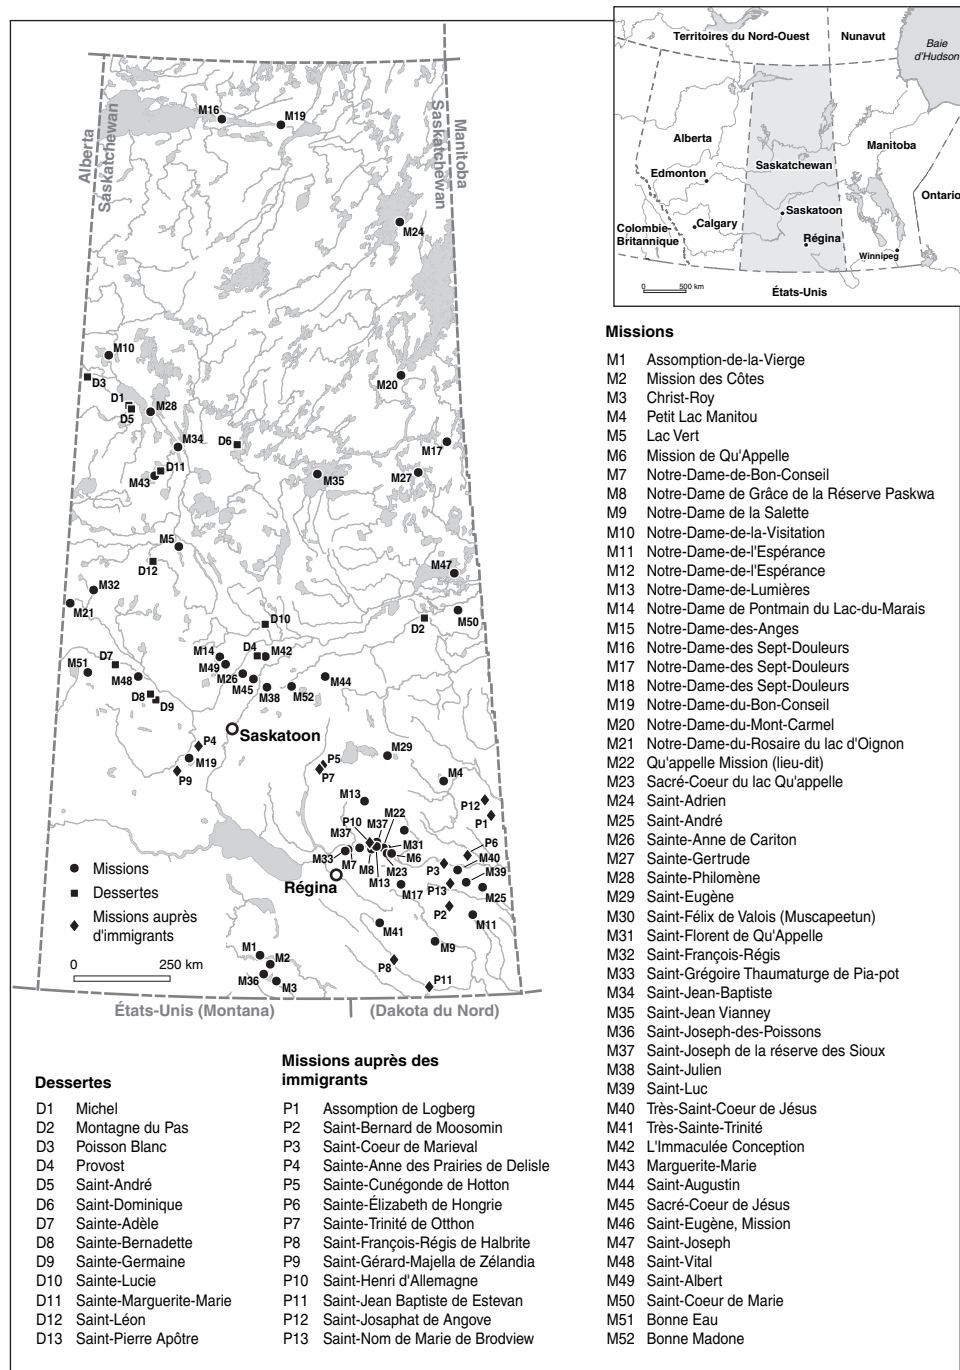 Territoires du Nord-Ouest
Nunavut
Baie
d'Hudson
Alberta
Saskatchewan
Manitoba
Edmonton
Saskatoon
Calgary
Ontario
Colombie-
Britannique
Régina
Winnipeg
0 500 km
États-Unis
Alberta
Saskatchewan
Saskatchewan
Manitoba
M16
M19
M24
M10
D3
D1
D5
M28
M20
M34
D6
M17
D11
M43
M35
M27
M5
D12
M32
M47
M21
M50
D10
D2
M14
D4
M42
M51
D7
M49
M48
M26
M45
M44
D8
M38
M52
D9
Saskatoon
P4
M19
P9
M29
P5
P7
M4
M13
P12
P1
M22
P10
M37
M37
P6
M31
M33
M7
M6
M40
M8
M23
P3
M39
M13
Régina
M17
P13
M25
P2
M11
M41
M9
M1
M2
P8
M36
M3
P11
Missions
Dessertes
Missions auprès
d'immigrants
0 250 km
États-Unis (Montana)
(Dakota du Nord)
Missions
M1 Assomption-de-la-Vierge
M2 Mission des Côtes
M3 Christ-Roy
M4 Petit Lac Manitou
M5 Lac Vert
M6 Mission de Qu'Appelle
M7 Notre-Dame-de-Bon-Conseil
M8 Notre-Dame de Grâce de la Réserve Paskwa
M9 Notre-Dame de la Salette
M10 Notre-Dame-de-la-Visitation
M11 Notre-Dame-de-l'Espérance
M12 Notre-Dame-de-l'Espérance
M13 Notre-Dame-de-Lumières
M14 Notre-Dame de Pontmain du Lac-du-Marais
M15 Notre-Dame-des-Anges
M16 Notre-Dame-des Sept-Douleurs
M17 Notre-Dame-des Sept-Douleurs
M18 Notre-Dame-des Sept-Douleurs
M19 Notre-Dame-du-Bon-Conseil
M20 Notre-Dame-du-Mont-Carmel
M21 Notre-Dame-du-Rosaire du lac d'Oignon
M22 Qu'appelle Mission (lieu-dit)
M23 Sacré-Coeur du lac Qu'appelle
M24 Saint-Adrien
M25 Saint-André
M26 Sainte-Anne de Cariton
M27 Sainte-Gertrude
M28 Sainte-Philomène
M29 Saint-Eugène
M30 Saint-Félix de Valois (Muscapeetun)
M31 Saint-Florent de Qu'Appelle
M32 Saint-François-Régis
M33 Saint-Grégoire Thaumaturge de Pia-pot
M34 Saint-Jean-Baptiste
M35 Saint-Jean Vianney
M36 Saint-Joseph-des-Poissons
M37 Saint-Joseph de la réserve des Sioux
M38 Saint-Julien
M39 Saint-Luc
M40 Très-Saint-Coeur de Jésus
M41 Très-Sainte-Trinité
M42 L'Immaculée Conception
M43 Marguerite-Marie
M44 Saint-Augustin
M45 Sacré-Coeur de Jésus
M46 Saint-Eugène, Mission
M47 Saint-Joseph
M48 Saint-Vital
M49 Saint-Albert
M50 Saint-Coeur de Marie
M51 Bonne Eau
M52 Bonne Madone
Dessertes
D1 Michel
D2 Montagne du Pas
D3 Poisson Blanc
D4 Provost
D5 Saint-André
D6 Saint-Dominique
D7 Sainte-Adèle
D8 Sainte-Bernadette
D9 Sainte-Germaine
D10 Sainte-Lucie
D11 Sainte-Marguerite-Marie
D12 Saint-Léon
D13 Saint-Pierre Apôtre
Missions auprès des
immigrants
P1 Assomption de Logberg
P2 Saint-Bernard de Moosomin
P3 Saint-Coeur de Marieval
P4 Sainte-Anne des Prairies de Delisle
P5 Sainte-Cunégonde de Hotton
P6 Sainte-Élizabeth de Hongrie
P7 Sainte-Trinité de Otthon
P8 Saint-François-Régis de Halbrite
P9 Saint-Gérard-Majella de Zélandia
P10 Saint-Henri d'Allemagne
P11 Saint-Jean Baptiste de Estevan
P12 Saint-Josaphat de Angove
P13 Saint-Nom de Marie de Brodview